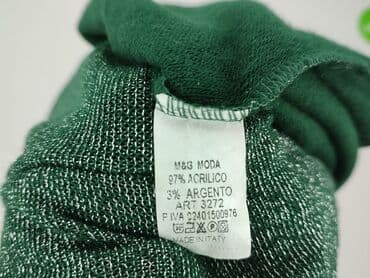 M&G MODA
97% ACRILICO
3% ARGENTO
ART 3272
P.IVA 02401500976
MADE IN ITALY